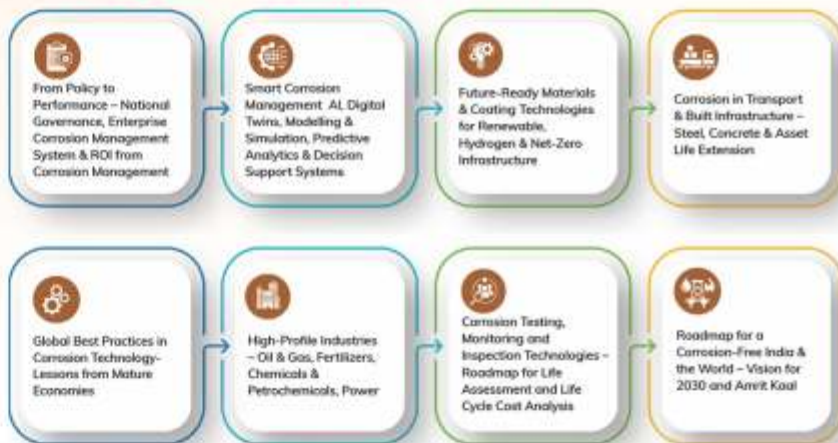 From Policy to
Performance – National
Governance, Enterprise
Corrosion Management
System & ROI from
Corrosion Management
Smart Corrosion
Management AI, Digital
Twins, Modelling &
Simulation, Predictive
Analytics & Decision
Support Systems
Future-Ready Materials
& Coating Technologies
for Renewable,
Hydrogen & Net-Zero
Infrastructure
Corrosion in Transport
& Built Infrastructure –
Steel, Concrete & Asset
Life Extension
Global Best Practices in
Corrosion Technology-
Lessons from Mature
Economies
High-Profile Industries
– Oil & Gas, Fertilizers,
Chemicals &
Petrochemicals, Power
Corrosion Testing,
Monitoring and
Inspection Technologies –
Roadmap for Life
Assessment and Life
Cycle Cost Analysis
Roadmap for a
Corrosion-Free India &
the World – Vision for
2030 and Amrit Kaal